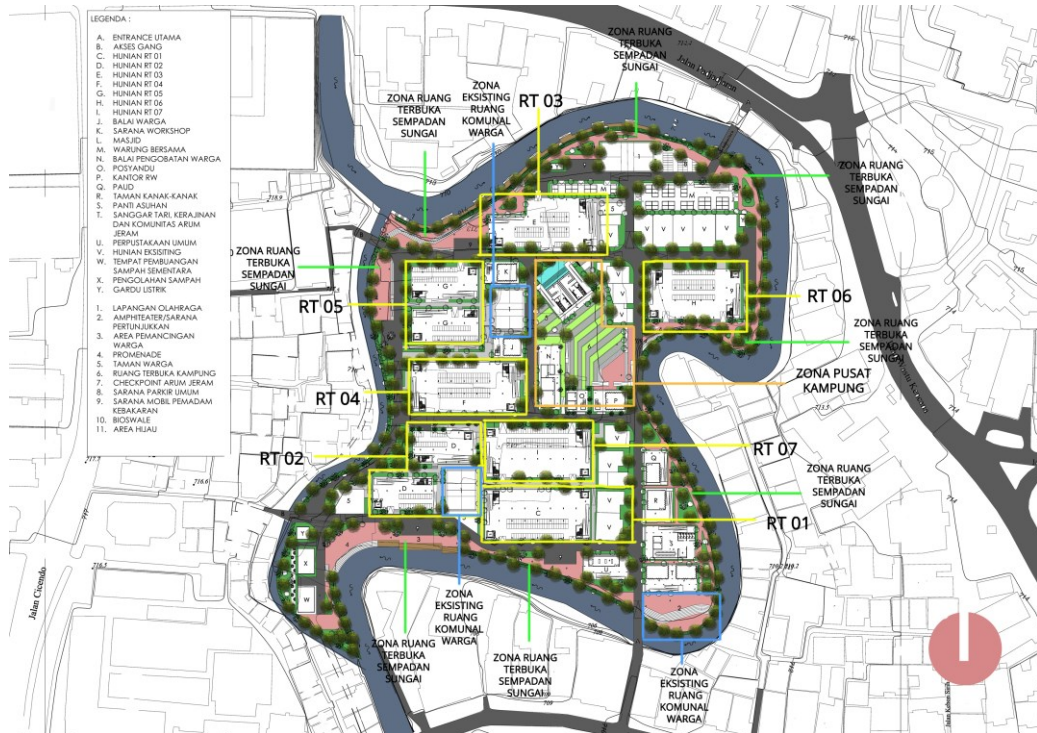 LEGENDA :
A. ENTRANCE UTAMA
B. AKSES GANG
C. HUNIAN RT 01
D. HUNIAN RT 02
E. HUNIAN RT 03
F. HUNIAN RT 04
G. HUNIAN RT 05
H. HUNIAN RT 06
I. HUNIAN RT 07
J. BALAI WARGA
K. SARANA WORKSHOP
L. MASJID
M. WARUNG BERSAMA
N. BALAI PENGOBATAN WARGA
O. POSYANDU
P. KANTOR RW
Q. PAUD
R. TAMAN KANAK-KANAK
S. PANTI ASUHAN
T. SANGGAR TARI, KERAJINAN
DAN KOMUNITAS ARUM
JERAM
U. PERPUSTAKAAN UMUM
V. HUNIAN EKSISITING
W. TEMPAT PEMBUANGAN
SAMPAH SEMENTARA
X. PENGOLAHAN SAMPAH
Y. GARDU LISTRIK
1. LAPANGAN OLAHRAGA
2. AMPHITEATER/SARANA
PERTUNJUKKAN
3. AREA PEMANCINGAN
WARGA
4. PROMENADE
5. TAMAN WARGA
6. RUANG TERBUKA KAMPUNG
7. CHECKPOINT ARUM JERAM
8. SARANA PARKIR UMUM
9. SARANA MOBIL PEMADAM
KEBAKARAN
10. BIOSWALE
11. AREA HIJAU
ZONA RUANG
TERBUKA
SEMPADAN
SUNGAI
ZONA
EKSISTING
RUANG
KOMUNAL
WARGA
RT 03
ZONA RUANG
TERBUKA
SEMPADAN
SUNGAI
ZONA RUANG
TERBUKA
SEMPADAN
SUNGAI
ZONA RUANG
TERBUKA
SEMPADAN
SUNGAI
RT 05
RT 06
ZONA RUANG
TERBUKA
SEMPADAN
SUNGAI
ZONA PUSAT
KAMPUNG
RT 04
RT 02
RT 07
ZONA RUANG
TERBUKA
SEMPADAN
SUNGAI
RT 01
ZONA RUANG
TERBUKA
SEMPADAN
SUNGAI
ZONA
EKSISTING
RUANG
KOMUNAL
WARGA
ZONA RUANG
TERBUKA
SEMPADAN
SUNGAI
ZONA
EKSISTING
RUANG
KOMUNAL
WARGA
Jalan Cicendo